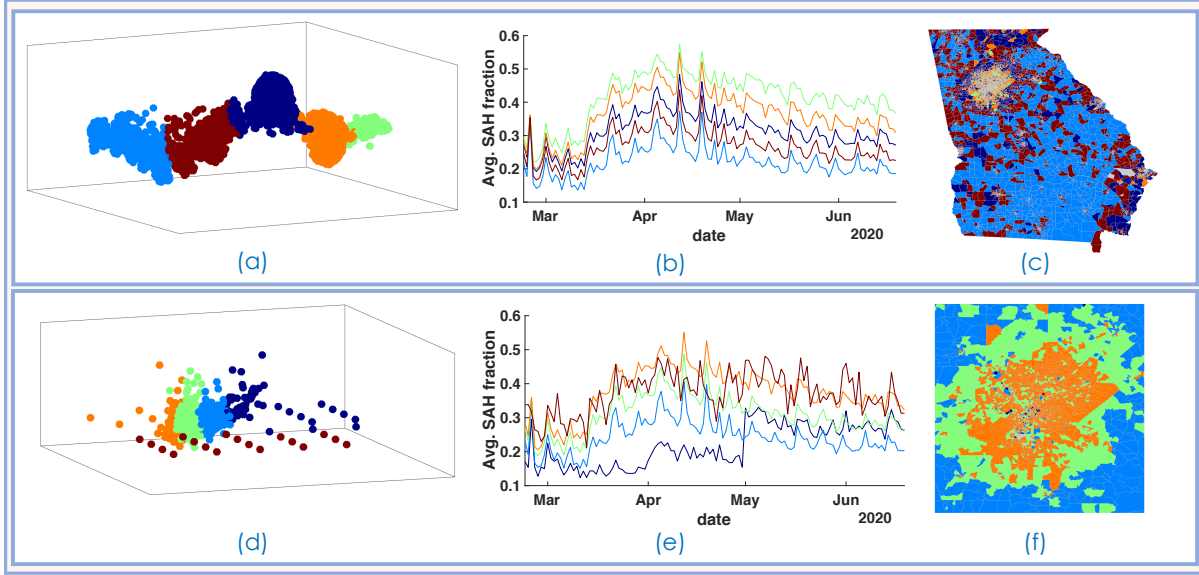 0.6
0.5
0.4
0.3
0.2
0.1
Avg. SAH fraction
Mar
Apr
May
Jun
date
2020
(a)
(b)
(c)
0.6
0.5
0.4
0.3
0.2
0.1
Avg. SAH fraction
Mar
Apr
May
Jun
date
2020
(d)
(e)
(f)